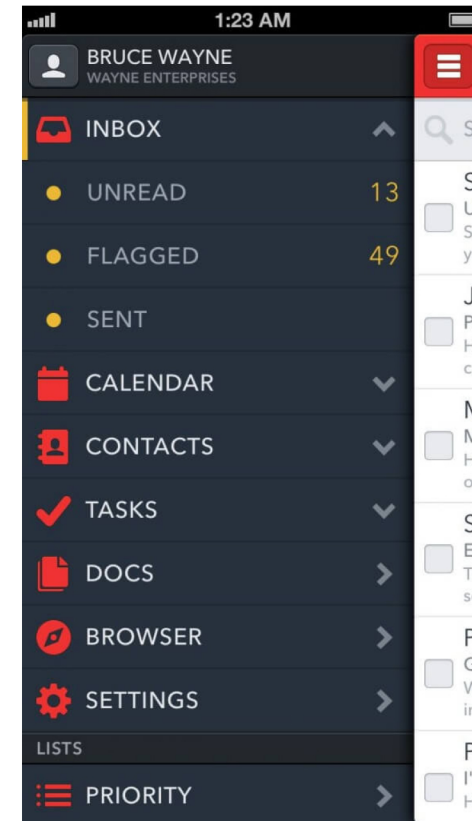 1:23 AM
BRUCE WAYNE
WAYNE ENTERPRISES
INBOX
UNREAD 13
FLAGGED 49
SENT
CALENDAR
CONTACTS
TASKS
DOCS
BROWSER
SETTINGS
LISTS
PRIORITY